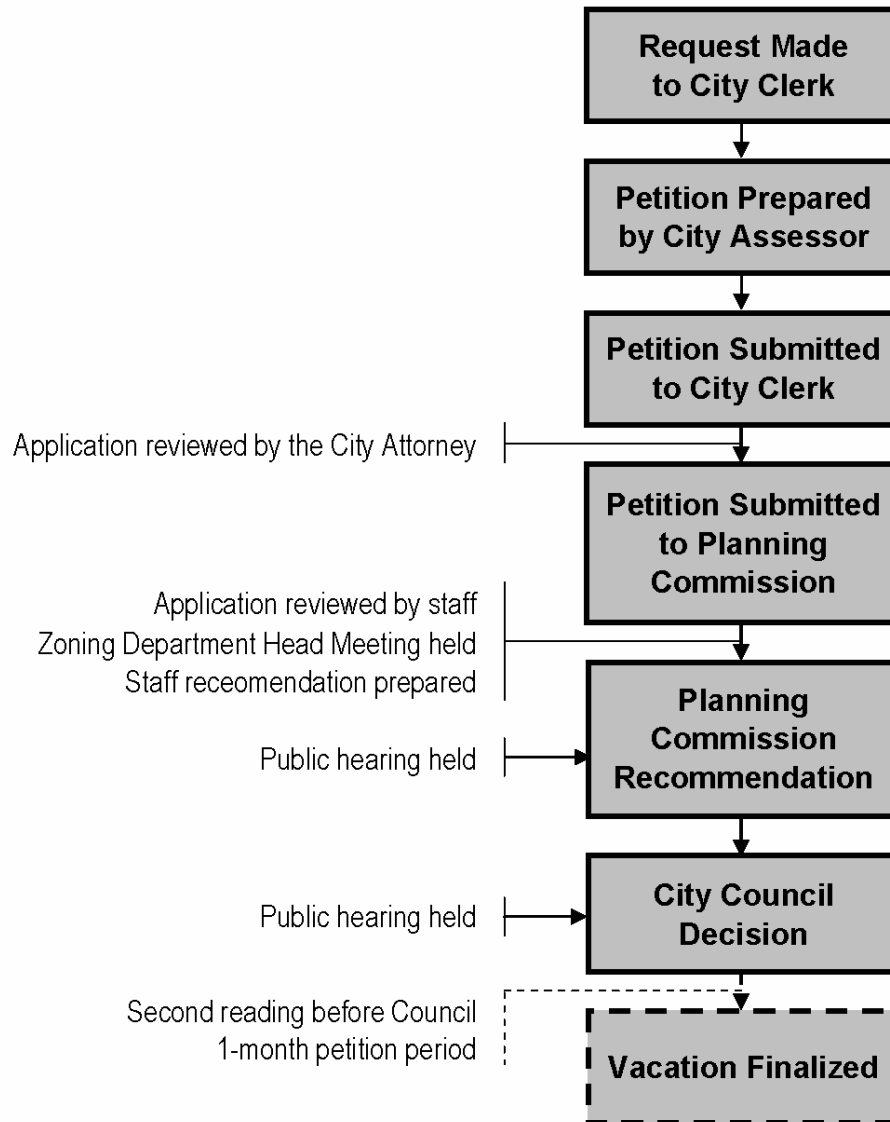 Request Made
to City Clerk
Petition Prepared
by City Assessor
Petition Submitted
to City Clerk
Application reviewed by the City Attorney
Petition Submitted
to Planning
Commission
Application reviewed by staff
Zoning Department Head Meeting held
Staff receomendation prepared
Planning
Commission
Recommendation
Public hearing held
City Council
Decision
Public hearing held
Second reading before Council
1-month petition period
Vacation Finalized